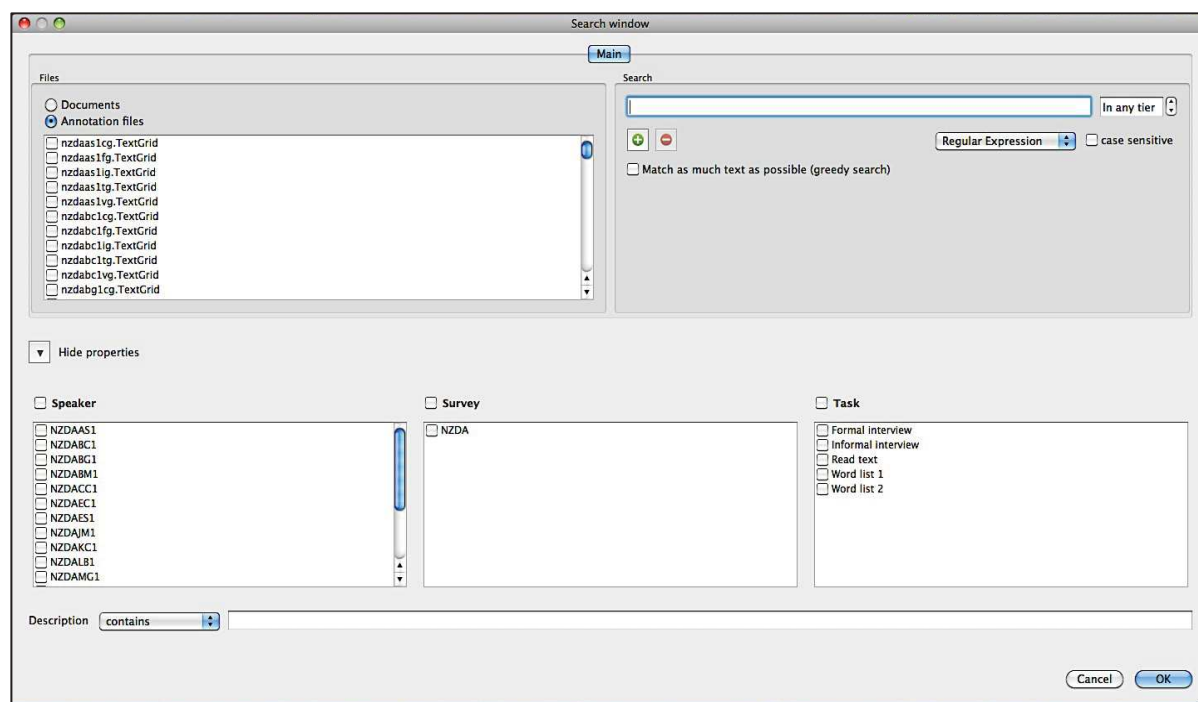 Search window
Main
Files
Documents
Annotation files
nzdaas1cg.TextGrid
nzdaas1fg.TextGrid
nzdaas1ig.TextGrid
nzdaas1tg.TextGrid
nzdaas1vg.TextGrid
nzdabc1cg.TextGrid
nzdabc1fg.TextGrid
nzdabc1ig.TextGrid
nzdabc1tg.TextGrid
nzdabc1vg.TextGrid
nzdabg1cg.TextGrid
Search
In any tier
Regular Expression
case sensitive
Match as much text as possible (greedy search)
Hide properties
Speaker
NZDAAS1
NZDABC1
NZDABG1
NZDABM1
NZDACC1
NZDAEC1
NZDAES1
NZDAJM1
NZDAKC1
NZDALB1
NZDAMG1
Survey
NZDA
Task
Formal interview
Informal interview
Read text
Word list 1
Word list 2
Description contains
Cancel OK